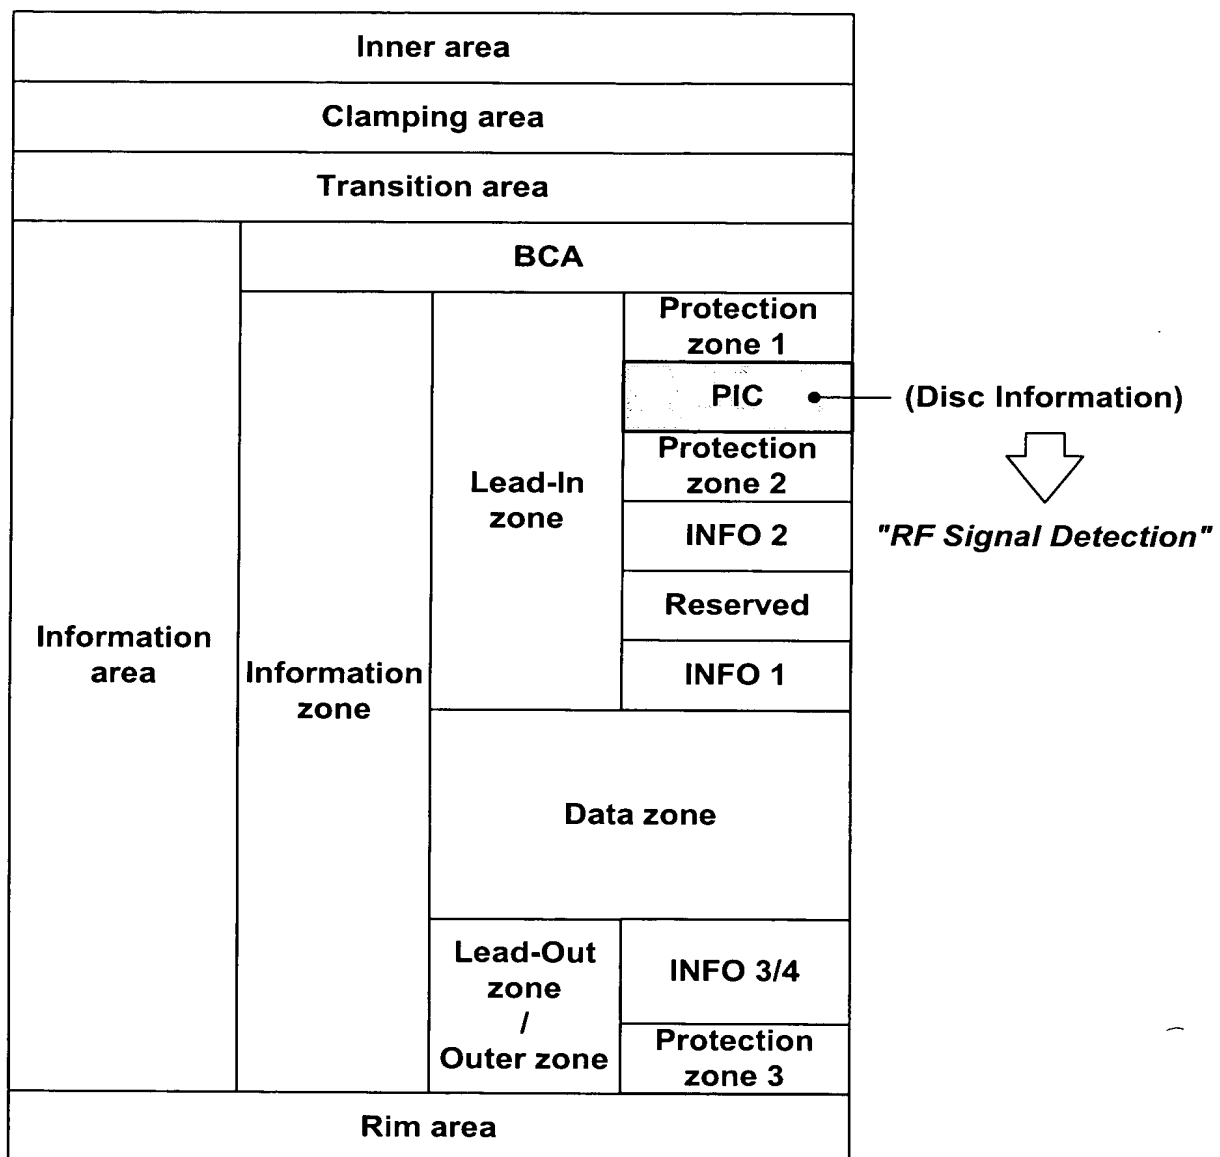 Inner area
Clamping area
Transition area
BCA
Protection
zone 1
PIC
(Disc Information)
Protection
zone 2
Lead-In
zone
INFO 2
"RF Signal Detection"
Reserved
Information
area
Information
zone
INFO 1
Data zone
Lead-Out
zone
/
Outer zone
INFO 3/4
Protection
zone 3
Rim area